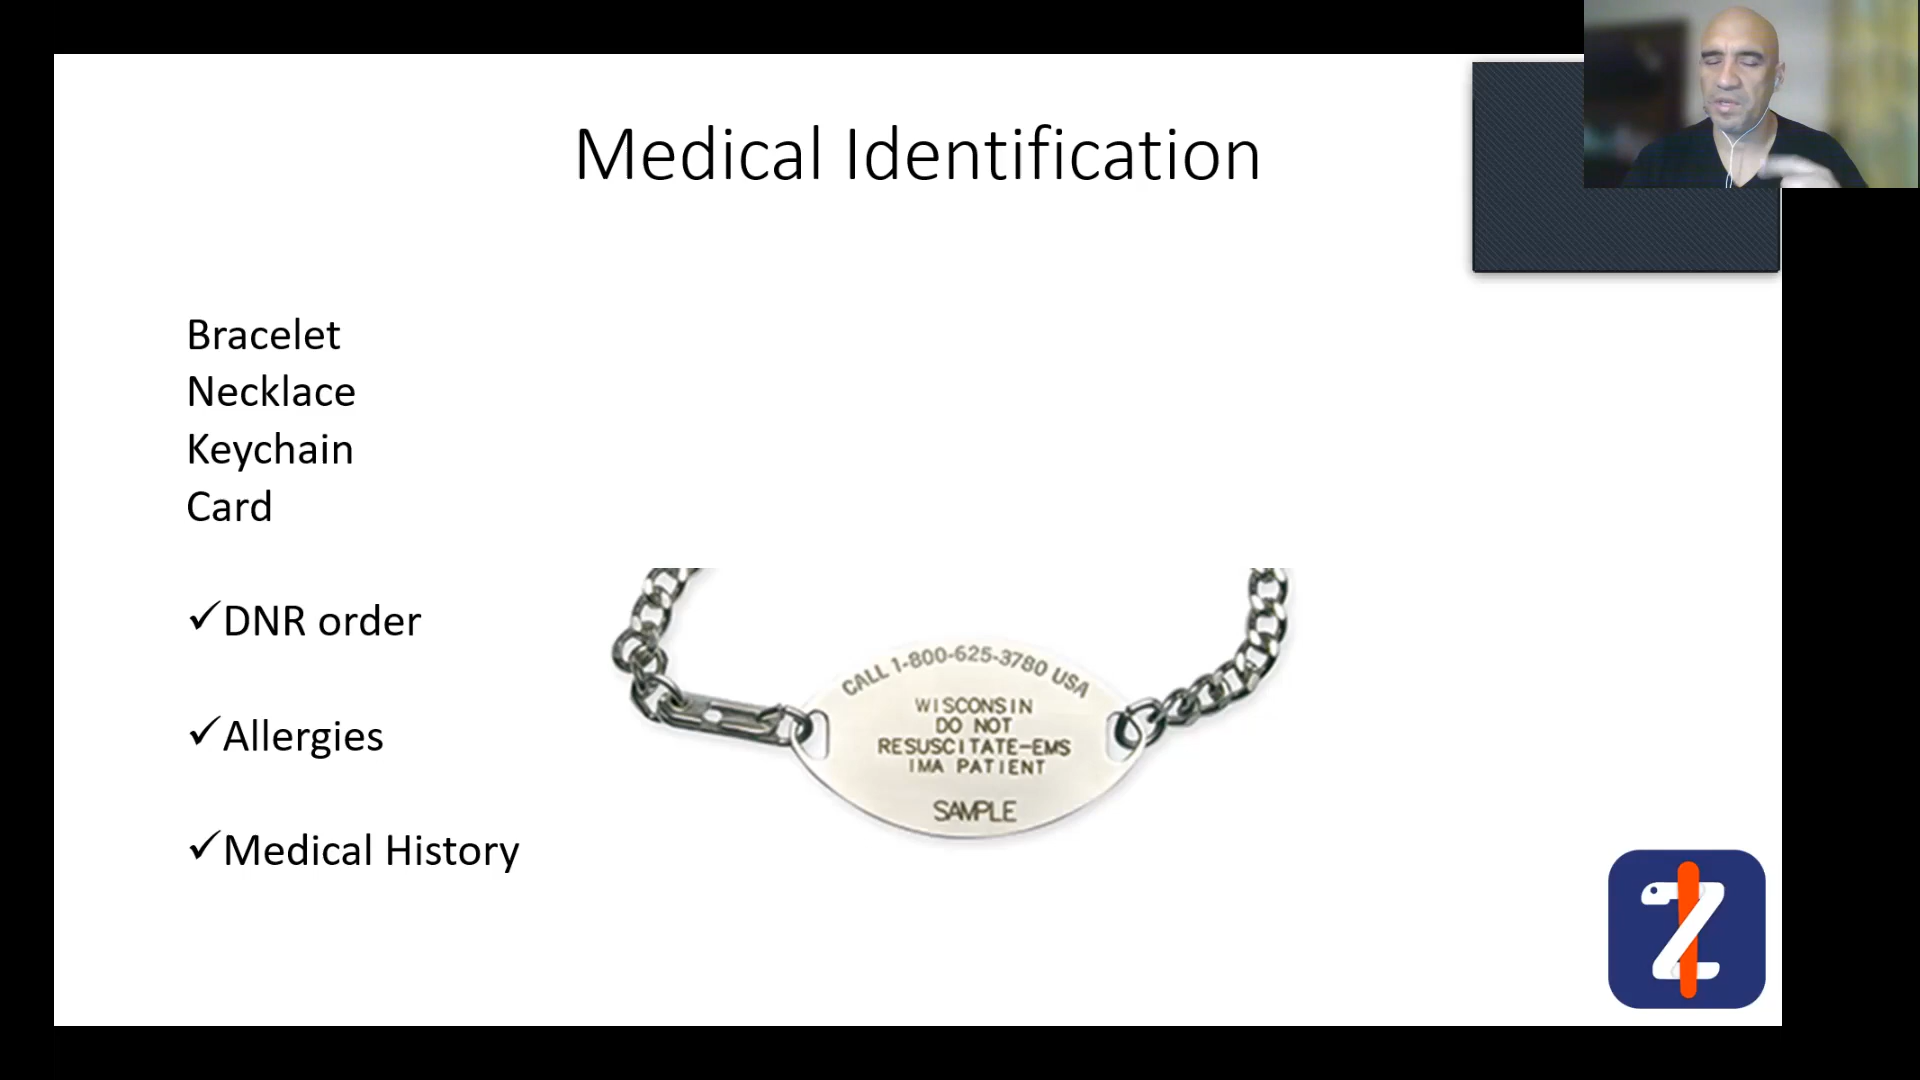 Medical Identification
Bracelet
Necklace
Keychain
Card
✓DNR order
✓Allergies
✓Medical History
CALL 1-800-625-3780 USA
WISCONSIN
DO NOT
RESUSCITATE-EMS
IMA PATIENT
SAMPLE